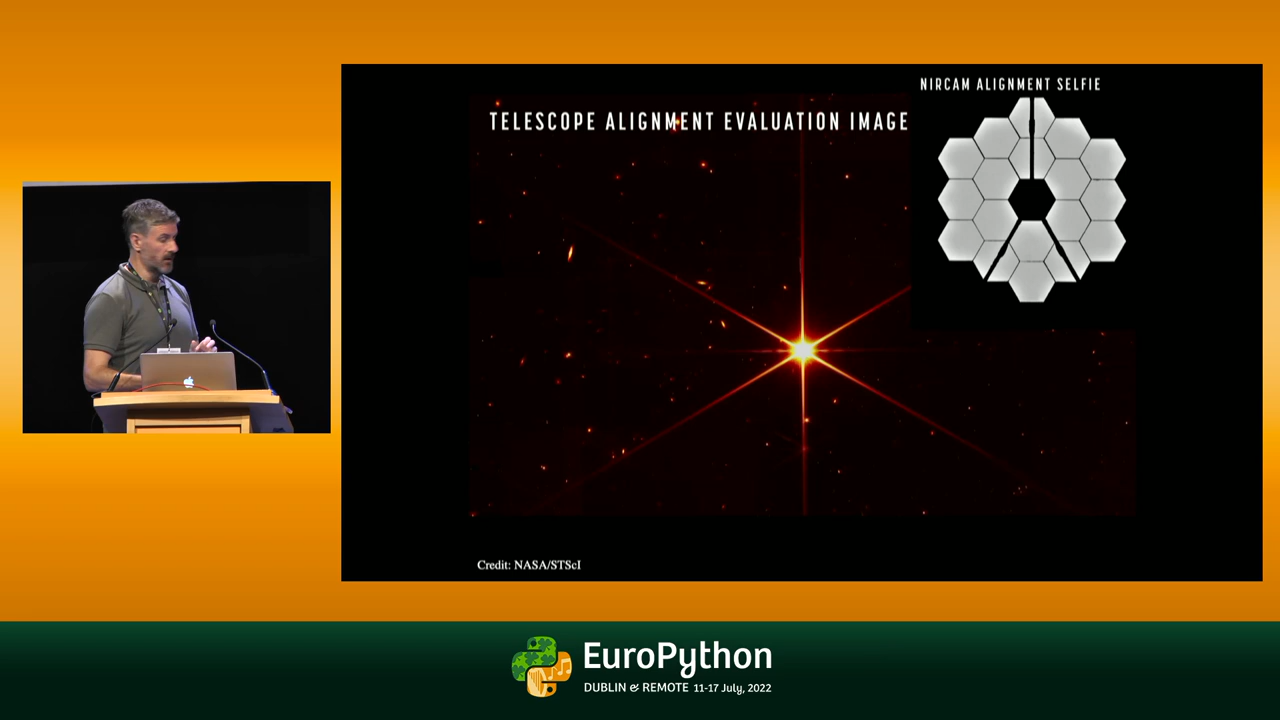 NIRCAM ALIGNMENT SELFIE
TELESCOPE ALIGNMENT EVALUATION IMAGE
Credit: NASA/STScI
EuroPython
DUBLIN & REMOTE 11-17 July, 2022